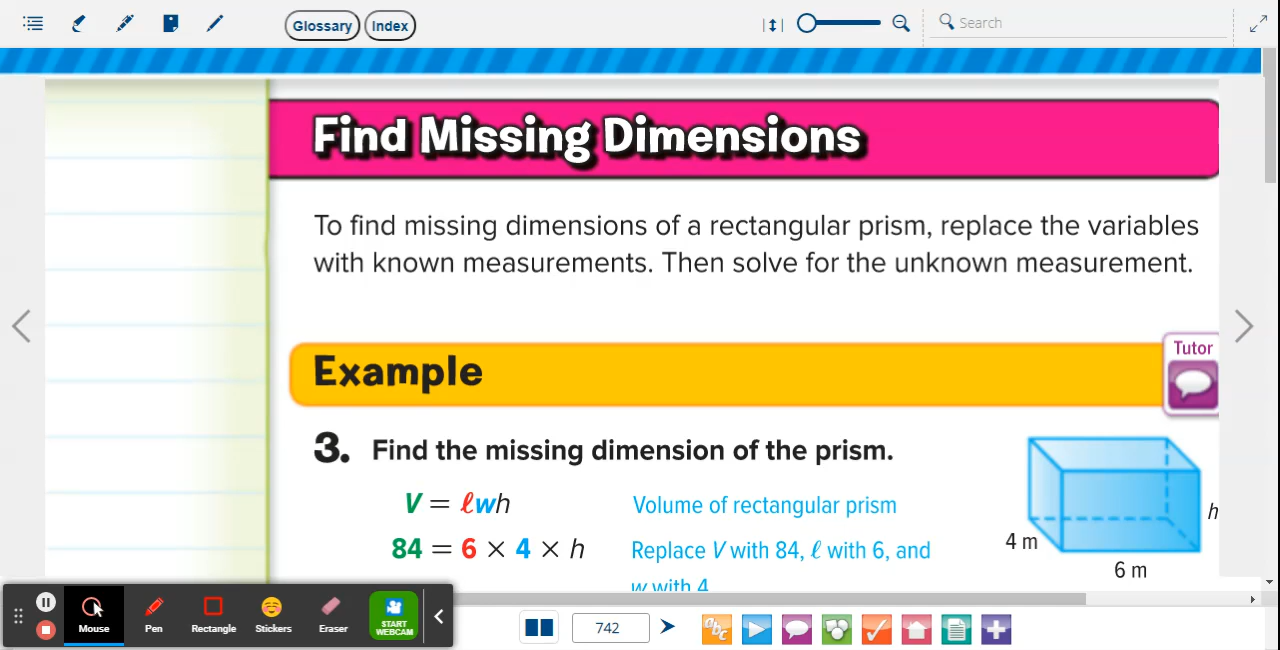 Glossary Index Search
Find Missing Dimensions
To find missing dimensions of a rectangular prism, replace the variables
with known measurements. Then solve for the unknown measurement.
Tutor
Example
3. Find the missing dimension of the prism.
V = ℓwh Volume of rectangular prism
h
84 = 6 × 4 × h Replace V with 84, ℓ with 6, and
w with 4
4 m
6 m
Mouse Pen Rectangle Stickers Eraser START WEBCAM
742
abc